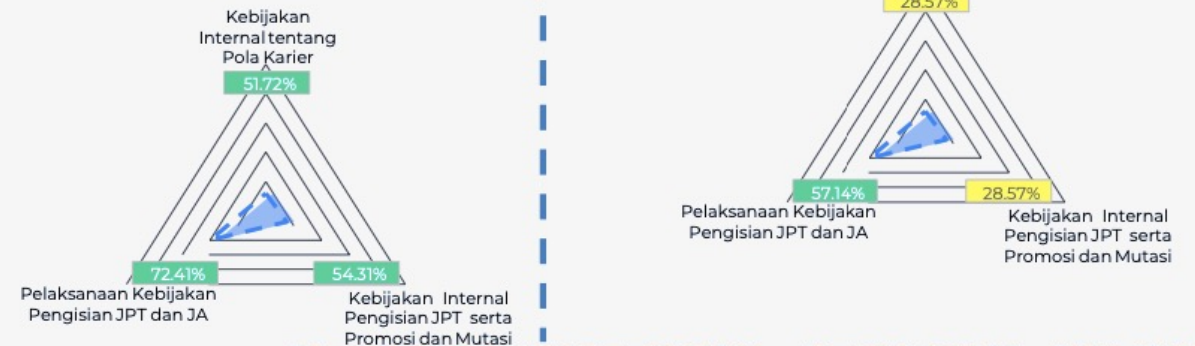 Kebijakan
Internal tentang
Pola Karier
51.72%
72.41%
54.31%
Pelaksanaan Kebijakan
Pengisian JPT dan JA
Kebijakan Internal
Pengisian JPT serta
Promosi dan Mutasi
28.57%
57.14%
28.57%
Pelaksanaan Kebijakan
Pengisian JPT dan JA
Kebijakan Internal
Pengisian JPT serta
Promosi dan Mutasi